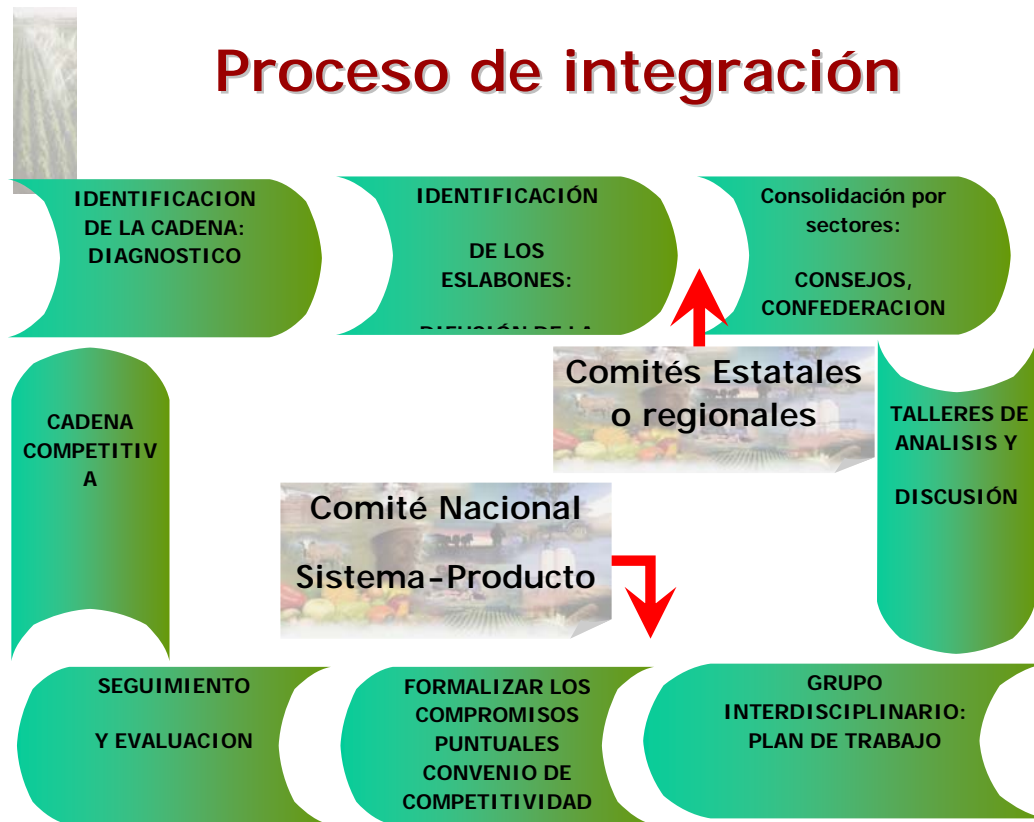 Proceso de integración
IDENTIFICACION
DE LA CADENA:
DIAGNOSTICO
IDENTIFICACIÓN
DE LOS
ESLABONES:
Consolidación por
sectores:
CONSEJOS,
CONFEDERACION
Comités Estatales
o regionales
TALLERES DE
ANALISIS Y
DISCUSIÓN
CADENA
COMPETITIV
A
Comité Nacional
Sistema-Producto
SEGUIMIENTO
Y EVALUACION
FORMALIZAR LOS
COMPROMISOS
PUNTUALES
CONVENIO DE
COMPETITIVIDAD
GRUPO
INTERDISCIPLINARIO:
PLAN DE TRABAJO